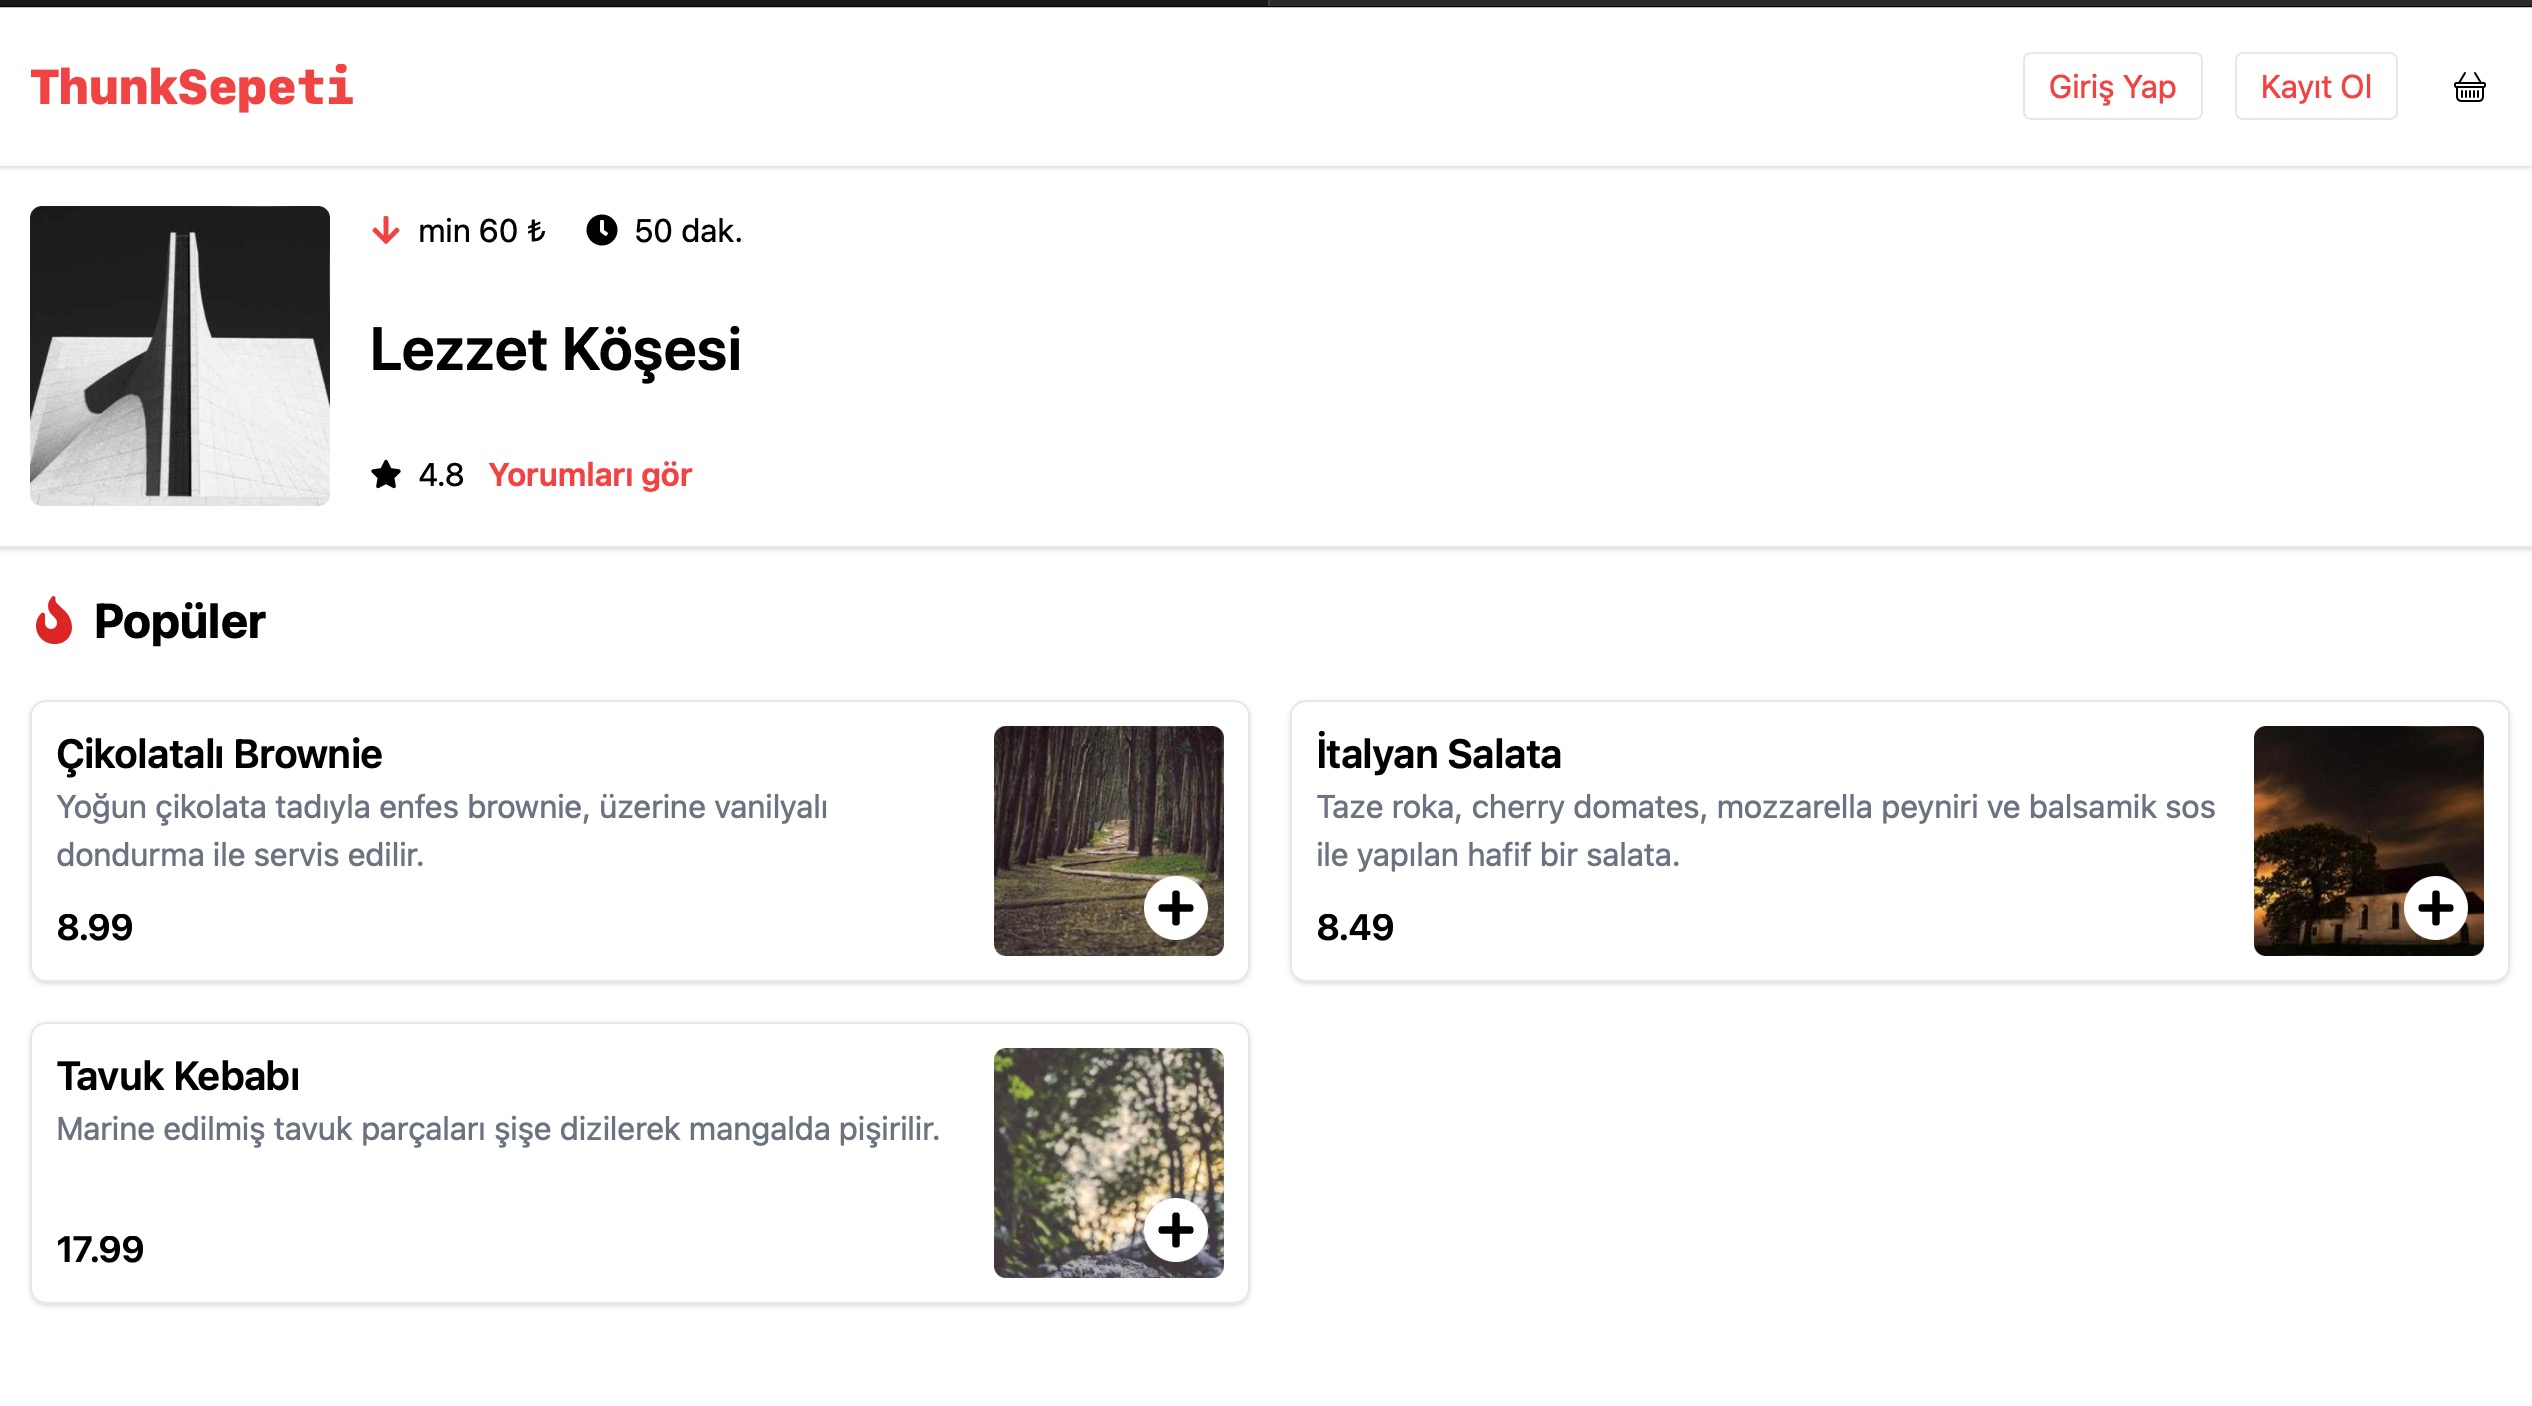 ThunkSepeti
Giriş Yap
Kayıt Ol
min 60 ₺
50 dak.
Lezzet Köşesi
4.8 Yorumları gör
Popüler
Çikolatalı Brownie
Yoğun çikolata tadıyla enfes brownie, üzerine vanilyalı
dondurma ile servis edilir.
8.99
İtalyan Salata
Taze roka, cherry domates, mozzarella peyniri ve balsamik sos
ile yapılan hafif bir salata.
8.49
Tavuk Kebabı
Marine edilmiş tavuk parçaları şişe dizilerek mangalda pişirilir.
17.99